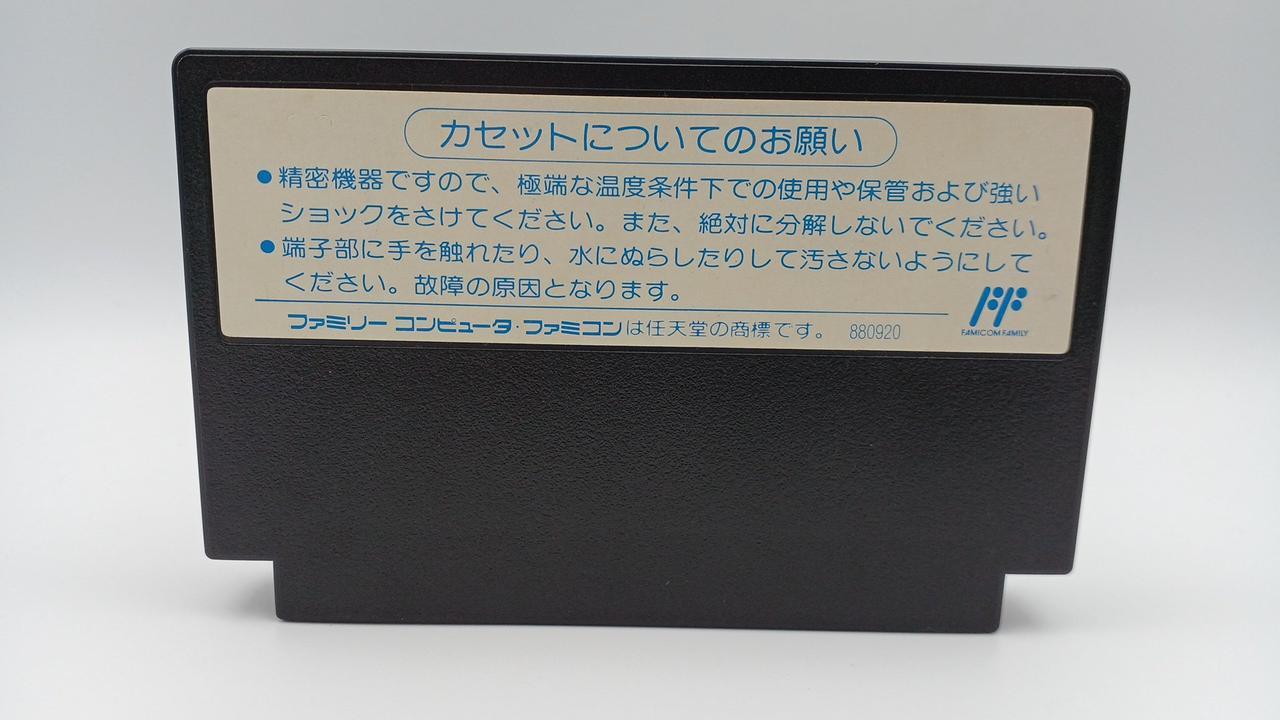 カセットについてのお願い
●精密機器ですので、極端な温度条件下での使用や保管および強い
ショックをさけてください。また、絶対に分解しないでください。
●端子部に手を触れたり、水にぬらしたりして汚さないようにして
ください。故障の原因となります。
FAMICOM FAMILY
ファミリー コンピュータ・ファミコンは任天堂の商標です。 880920